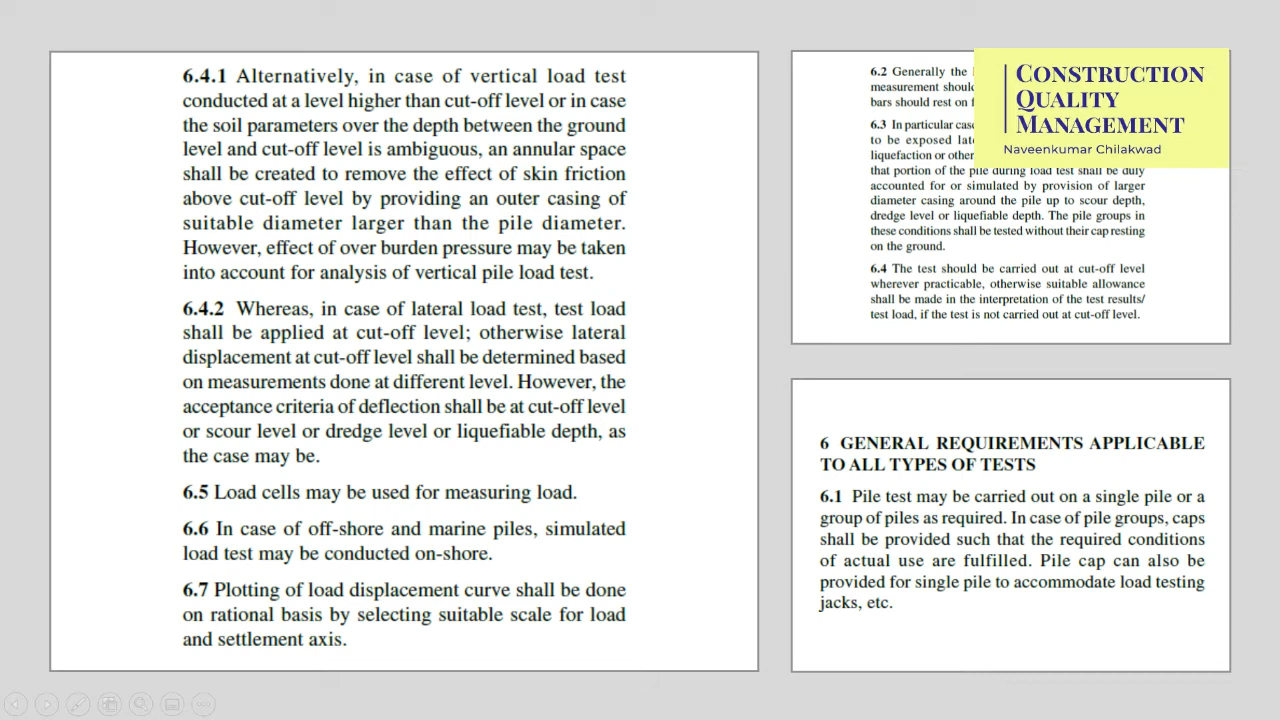 6.4.1 Alternatively, in case of vertical load test
conducted at a level higher than cut-off level or in case
the soil parameters over the depth between the ground
level and cut-off level is ambiguous, an annular space
shall be created to remove the effect of skin friction
above cut-off level by providing an outer casing of
suitable diameter larger than the pile diameter.
However, effect of over burden pressure may be taken
into account for analysis of vertical pile load test.
6.4.2 Whereas, in case of lateral load test, test load
shall be applied at cut-off level; otherwise lateral
displacement at cut-off level shall be determined based
on measurements done at different level. However, the
acceptance criteria of deflection shall be at cut-off level
or scour level or dredge level or liquefiable depth, as
the case may be.
6.5 Load cells may be used for measuring load.
6.6 In case of off-shore and marine piles, simulated
load test may be conducted on-shore.
6.7 Plotting of load displacement curve shall be done
on rational basis by selecting suitable scale for load
and settlement axis.
6.2 Generally the
measurement
bars should rest on
6.3 In particular
to be exposed
liquefaction or other
that portion of the pile during load test shall be duly
accounted for or simulated by provision of larger
diameter casing around the pile up to scour depth,
dredge level or liquefiable depth. The pile groups in
these conditions shall be tested without their cap resting
on the ground.
6.4 The test should be carried out at cut-off level
wherever practicable, otherwise suitable allowance
shall be made in the interpretation of the test results/
test load, if the test is not carried out at cut-off level.
CONSTRUCTION
QUALITY
MANAGEMENT
Naveenkumar Chilakwad
6 GENERAL REQUIREMENTS APPLICABLE
TO ALL TYPES OF TESTS
6.1 Pile test may be carried out on a single pile or a
group of piles as required. In case of pile groups, caps
shall be provided such that the required conditions
of actual use are fulfilled. Pile cap can also be
provided for single pile to accommodate load testing
jacks, etc.